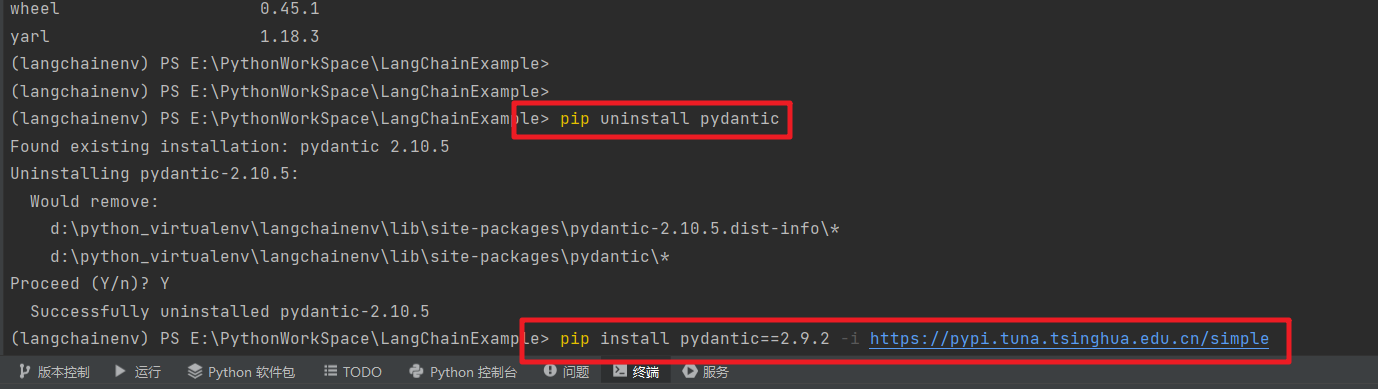 wheel 0.45.1
yarl 1.18.3
(langchainenv) PS E:\PythonWorkSpace\LangChainExample>
(langchainenv) PS E:\PythonWorkSpace\LangChainExample>
(langchainenv) PS E:\PythonWorkSpace\LangChainExample> pip uninstall pydantic
Found existing installation: pydantic 2.10.5
Uninstalling pydantic-2.10.5:
  Would remove:
    d:\python_virtualenv\langchainenv\lib\site-packages\pydantic-2.10.5.dist-info\*
    d:\python_virtualenv\langchainenv\lib\site-packages\pydantic\*
Proceed (Y/n)? Y
  Successfully uninstalled pydantic-2.10.5
(langchainenv) PS E:\PythonWorkSpace\LangChainExample> pip install pydantic==2.9.2 -i https://pypi.tuna.tsinghua.edu.cn/simple
版本控制 运行 Python 软件包 TODO Python 控制台 问题 终端 服务